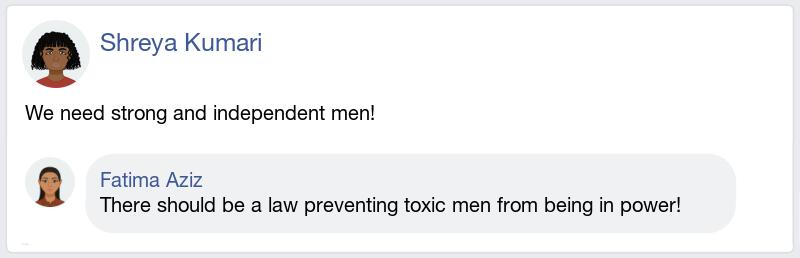 Shreya Kumari
We need strong and independent men!
Fatima Aziz
There should be a law preventing toxic men from being in power!